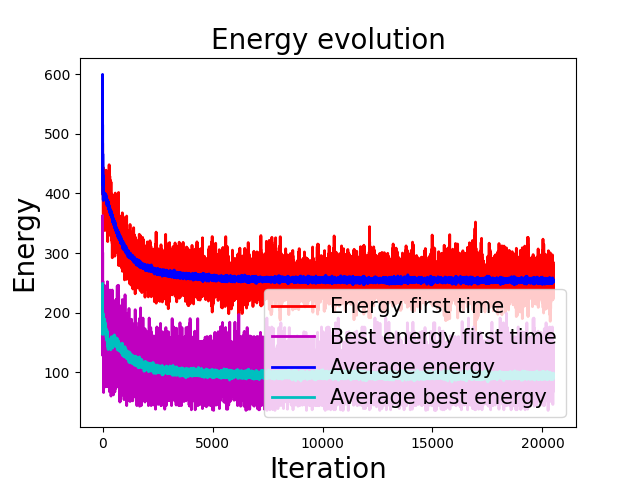 Energy evolution
600
500
400
300
200
100
Energy
Energy first time
Best energy first time
Average energy
Average best energy
0
5000
10000
15000
20000
Iteration